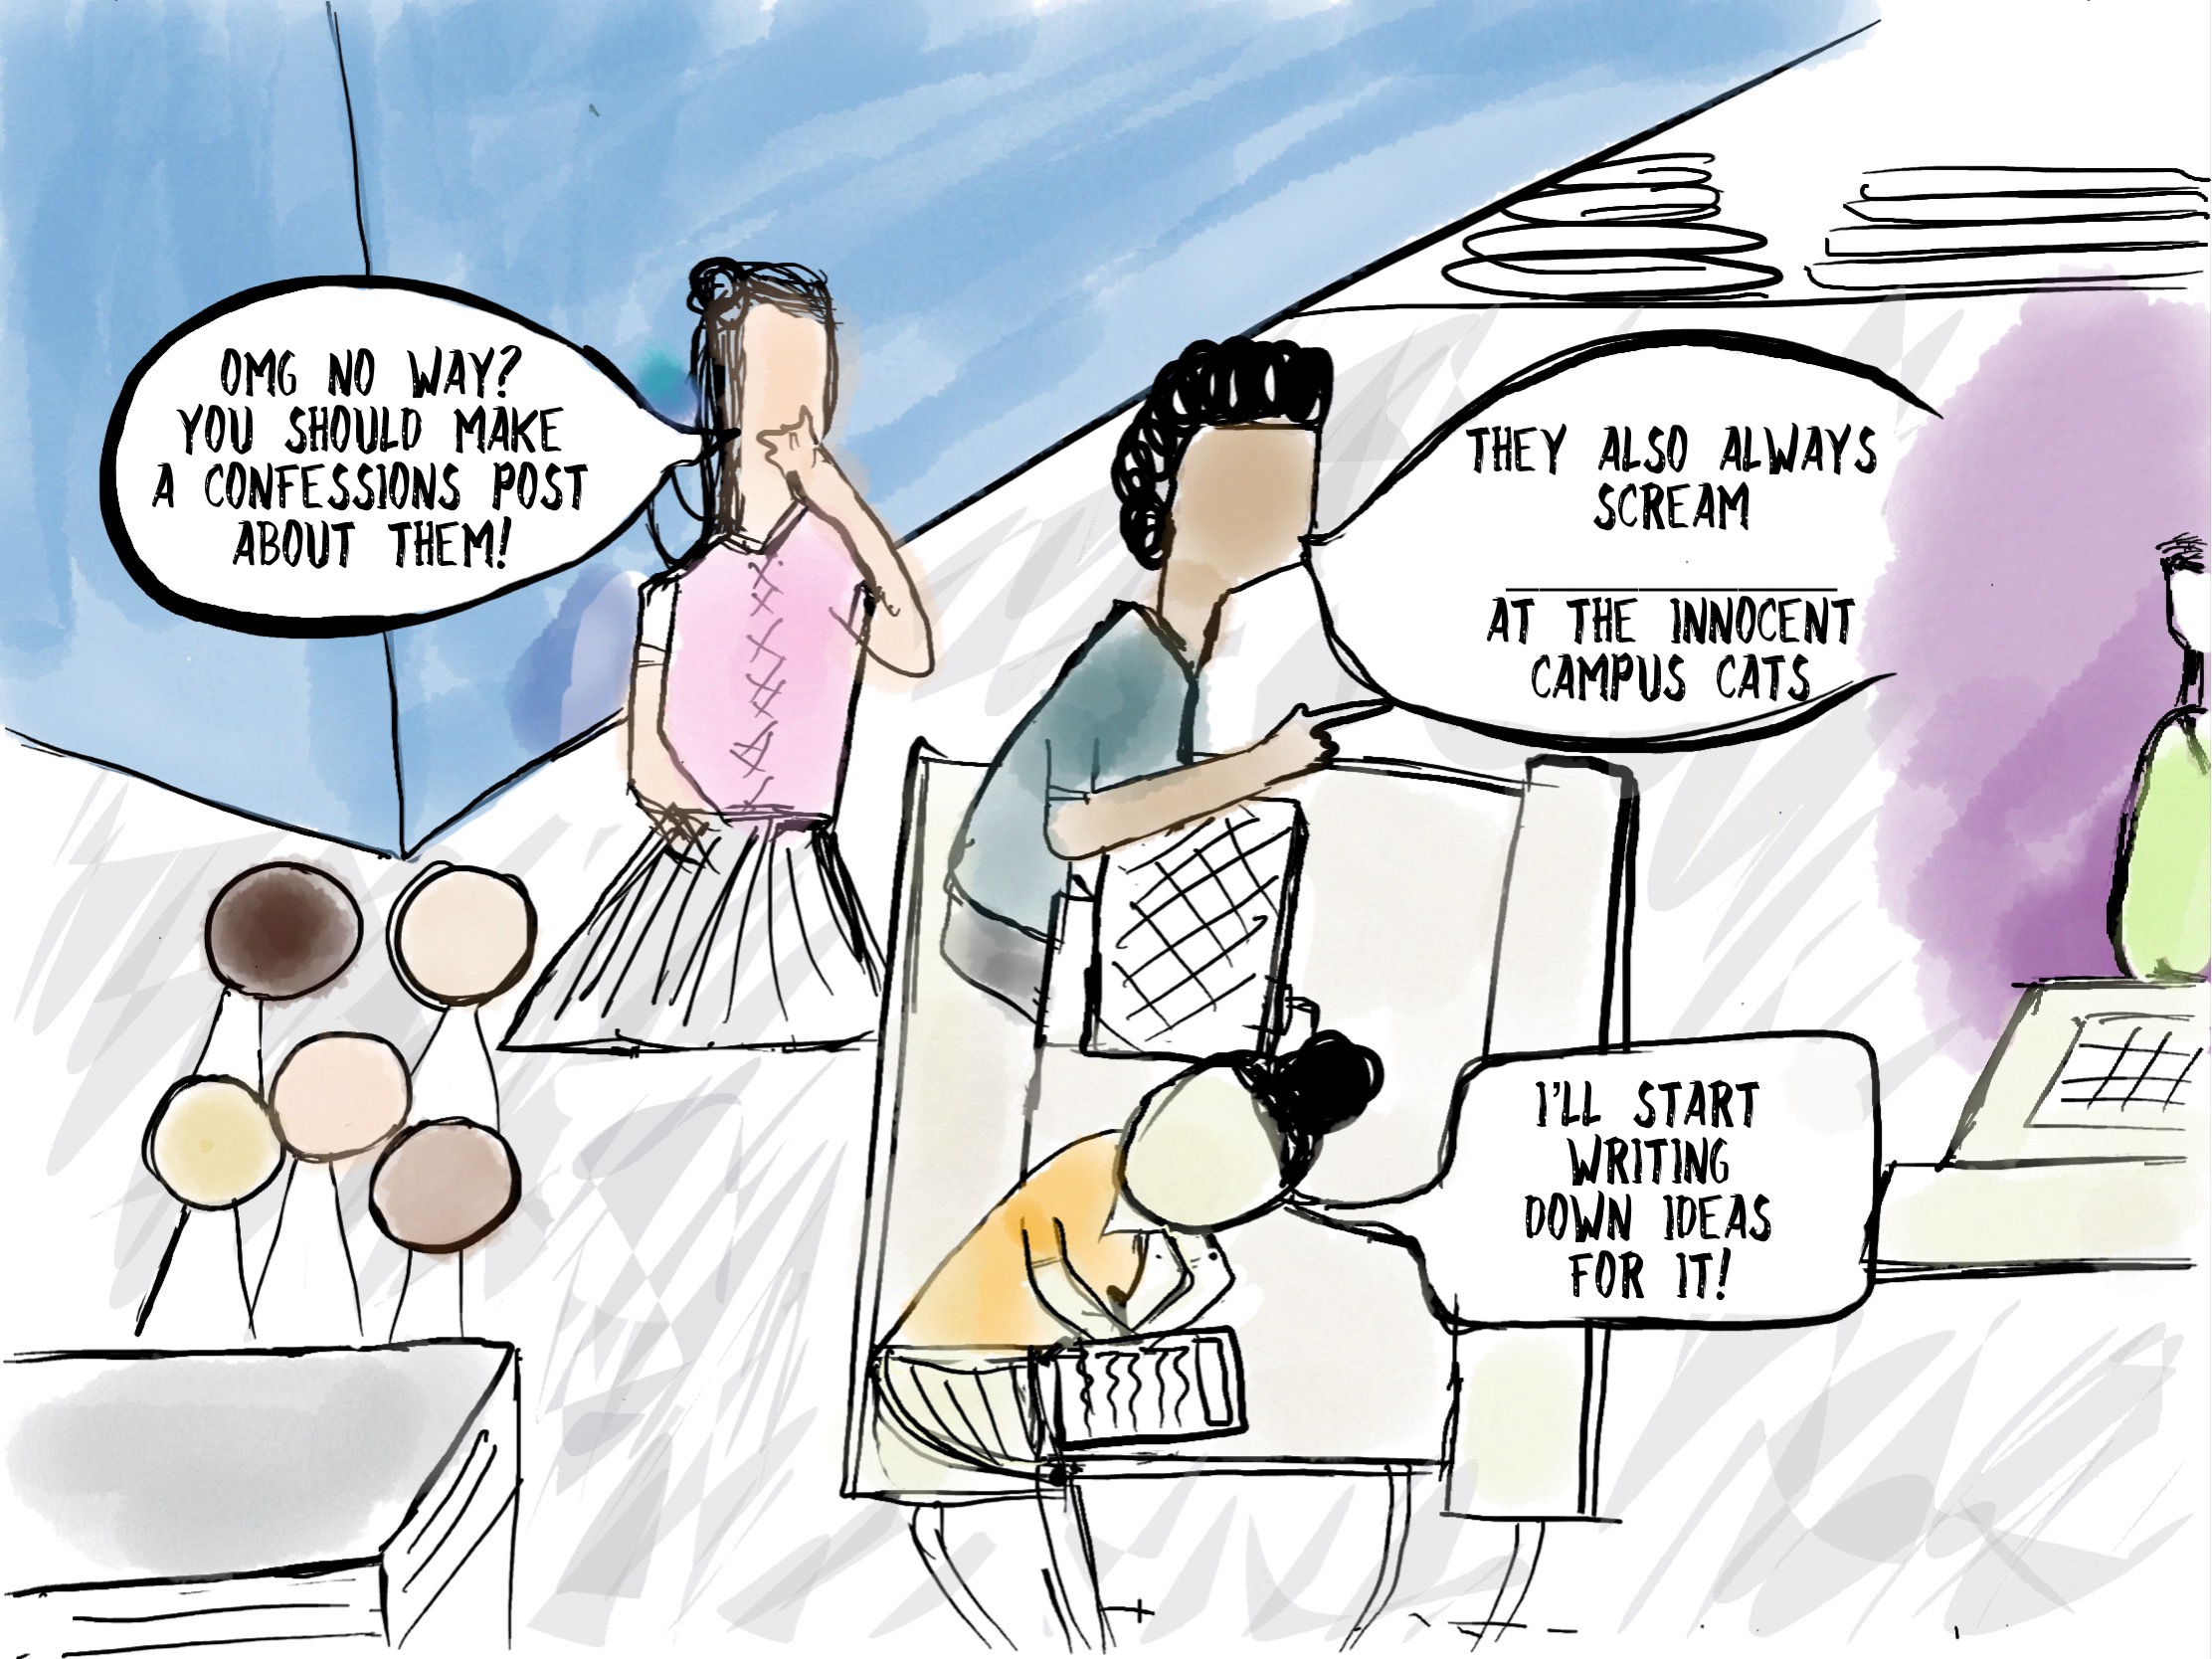 OMG NO WAY?
YOU SHOULD MAKE
A CONFESSIONS POST
ABOUT THEM!
THEY ALSO ALWAYS
SCREAM
_______________
AT THE INNOCENT
CAMPUS CATS
I'LL START
WRITING
DOWN IDEAS
FOR IT!